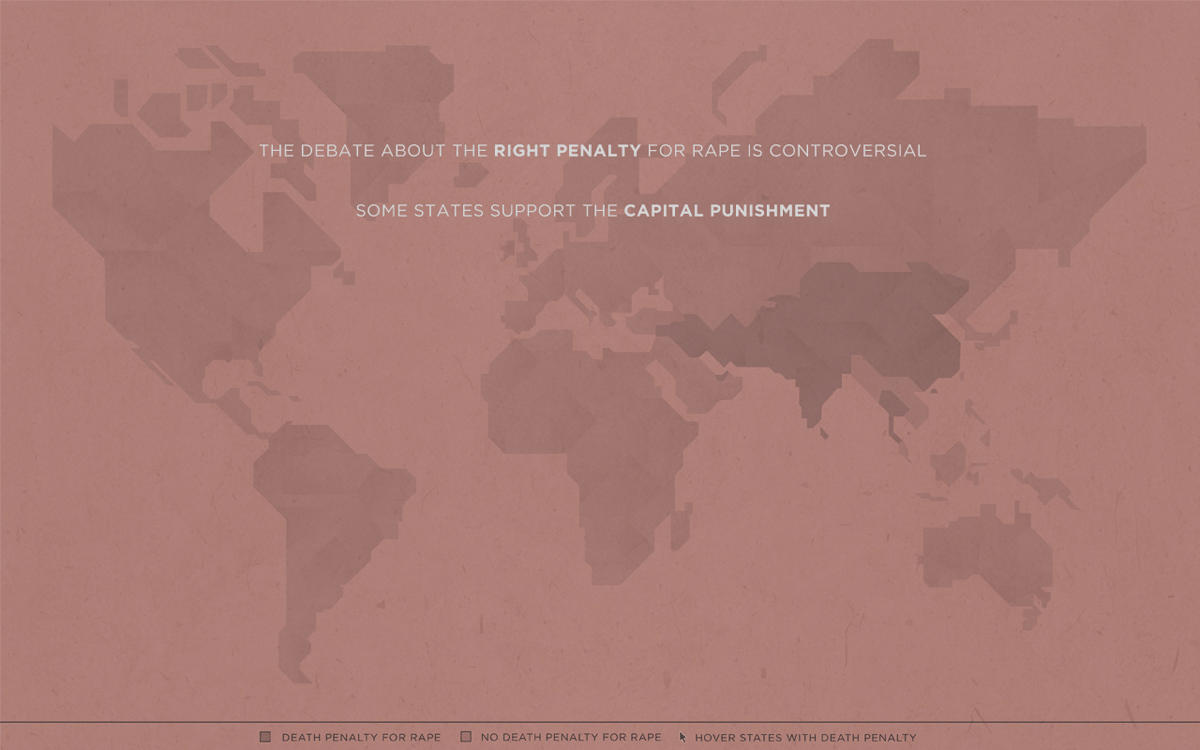 THE DEBATE ABOUT THE RIGHT PENALTY FOR RAPE IS CONTROVERSIAL
SOME STATES SUPPORT THE CAPITAL PUNISHMENT
DEATH PENALTY FOR RAPE NO DEATH PENALTY FOR RAPE HOVER STATES WITH DEATH PENALTY